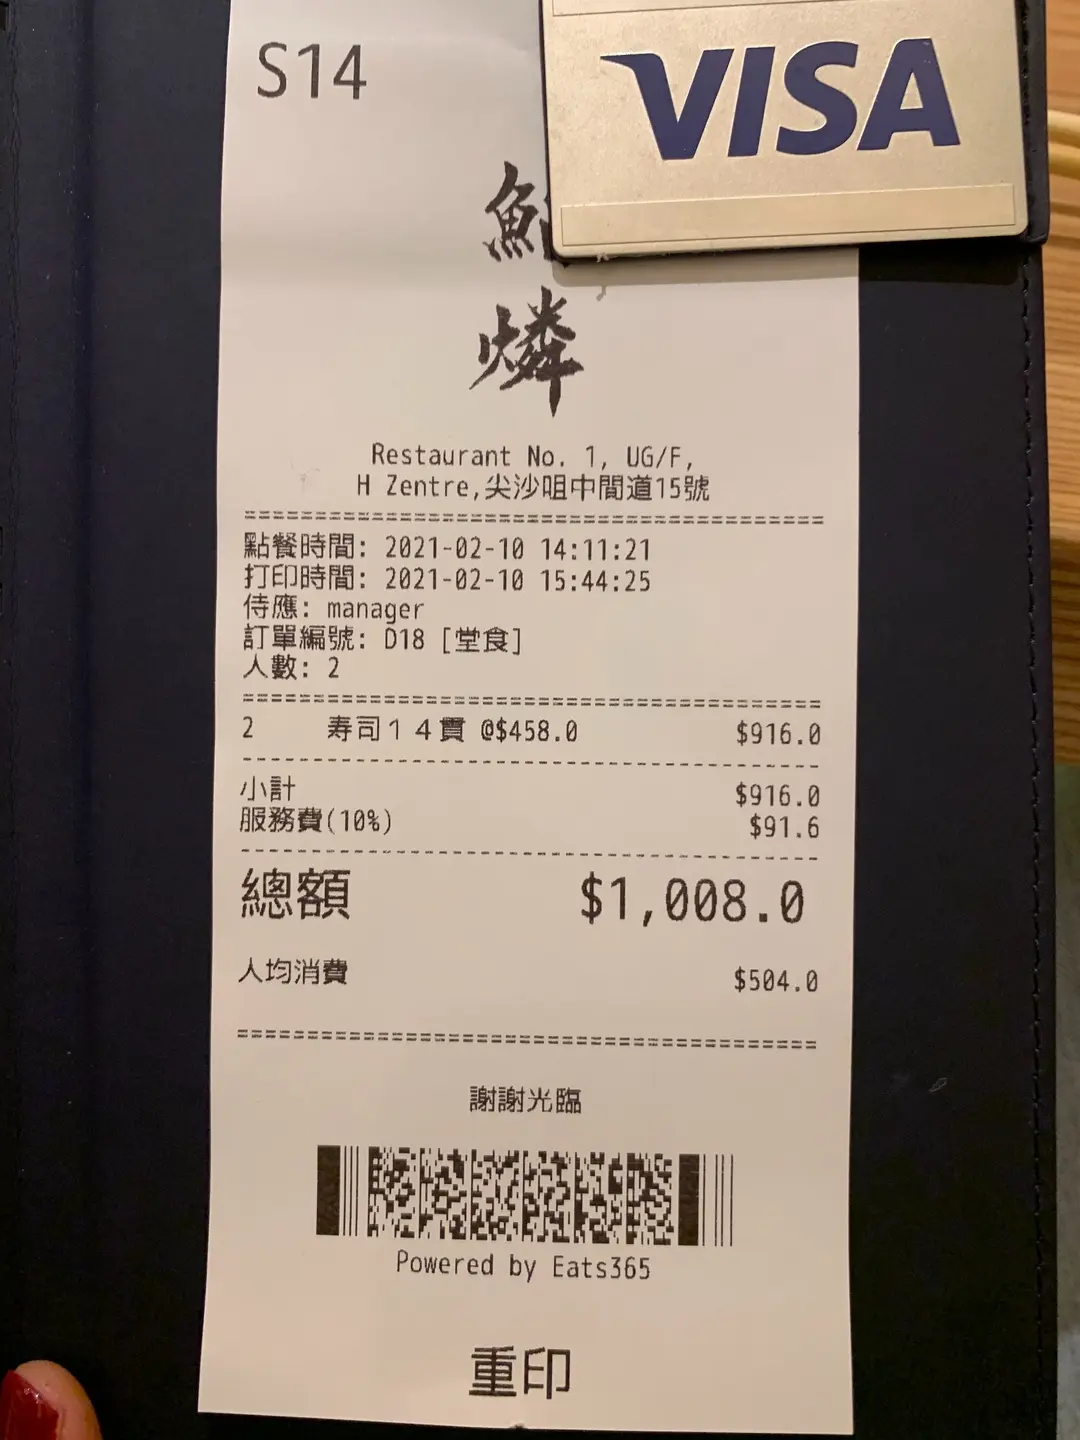 S14
VISA
燐
Restaurant No. 1, UG/F,
H Zentre,尖沙咀中間道15號
點餐時間: 2021-02-10 14:11:21
打印時間: 2021-02-10 15:44:25
侍應: manager
訂單編號: D18 [堂食]
人數: 2
2 寿司14貫 @$458.0 $916.0
小計 $916.0
服務費(10%) $91.6
總額 $1,008.0
人均消費 $504.0
謝謝光臨
Powered by Eats365
重印